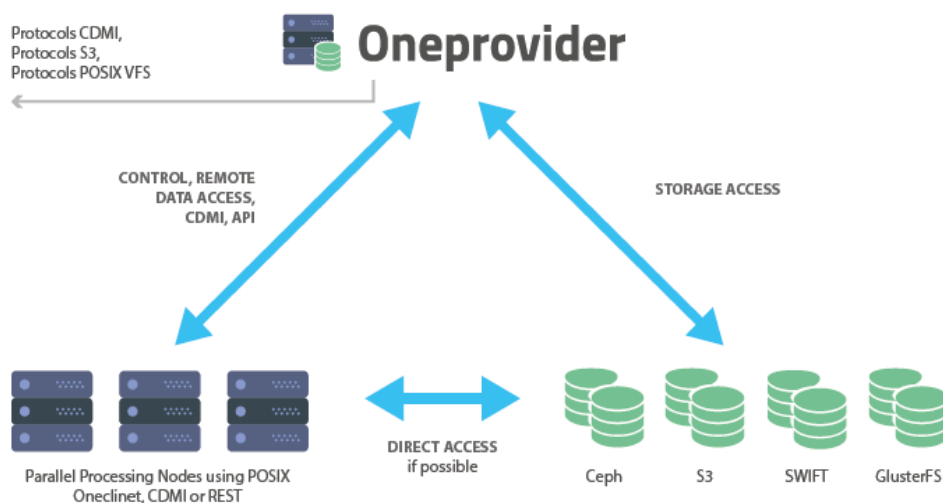 Protocols CDMI,
Protocols S3,
Protocols POSIX VFS
Oneprovider
CONTROL, REMOTE
DATA ACCESS,
CDMI, API
STORAGE ACCESS
DIRECT ACCESS
if possible
Parallel Processing Nodes using POSIX
Oneclinet, CDMI or REST
Ceph
S3
SWIFT
GlusterFS